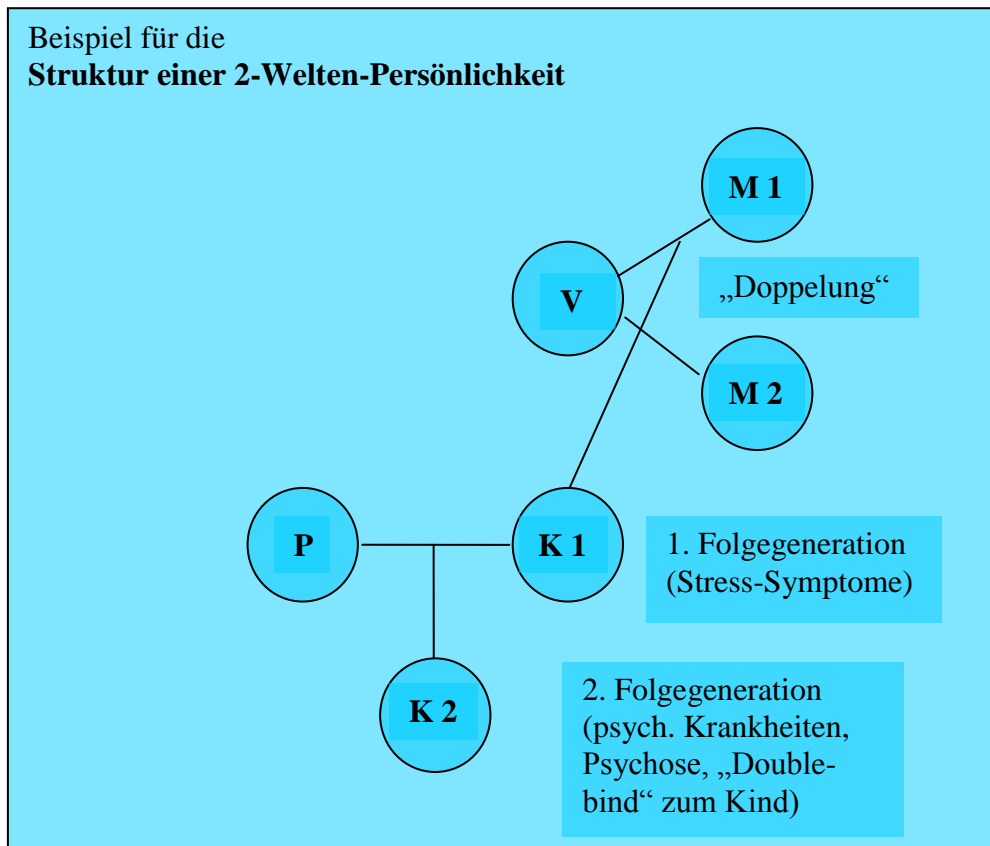 Beispiel für die
Struktur einer 2-Welten-Persönlichkeit
M 1
V
„Doppelung“
M 2
P
K 1
1. Folgegeneration
(Stress-Symptome)
K 2
2. Folgegeneration
(psych. Krankheiten,
Psychose, „Double-
bind“ zum Kind)